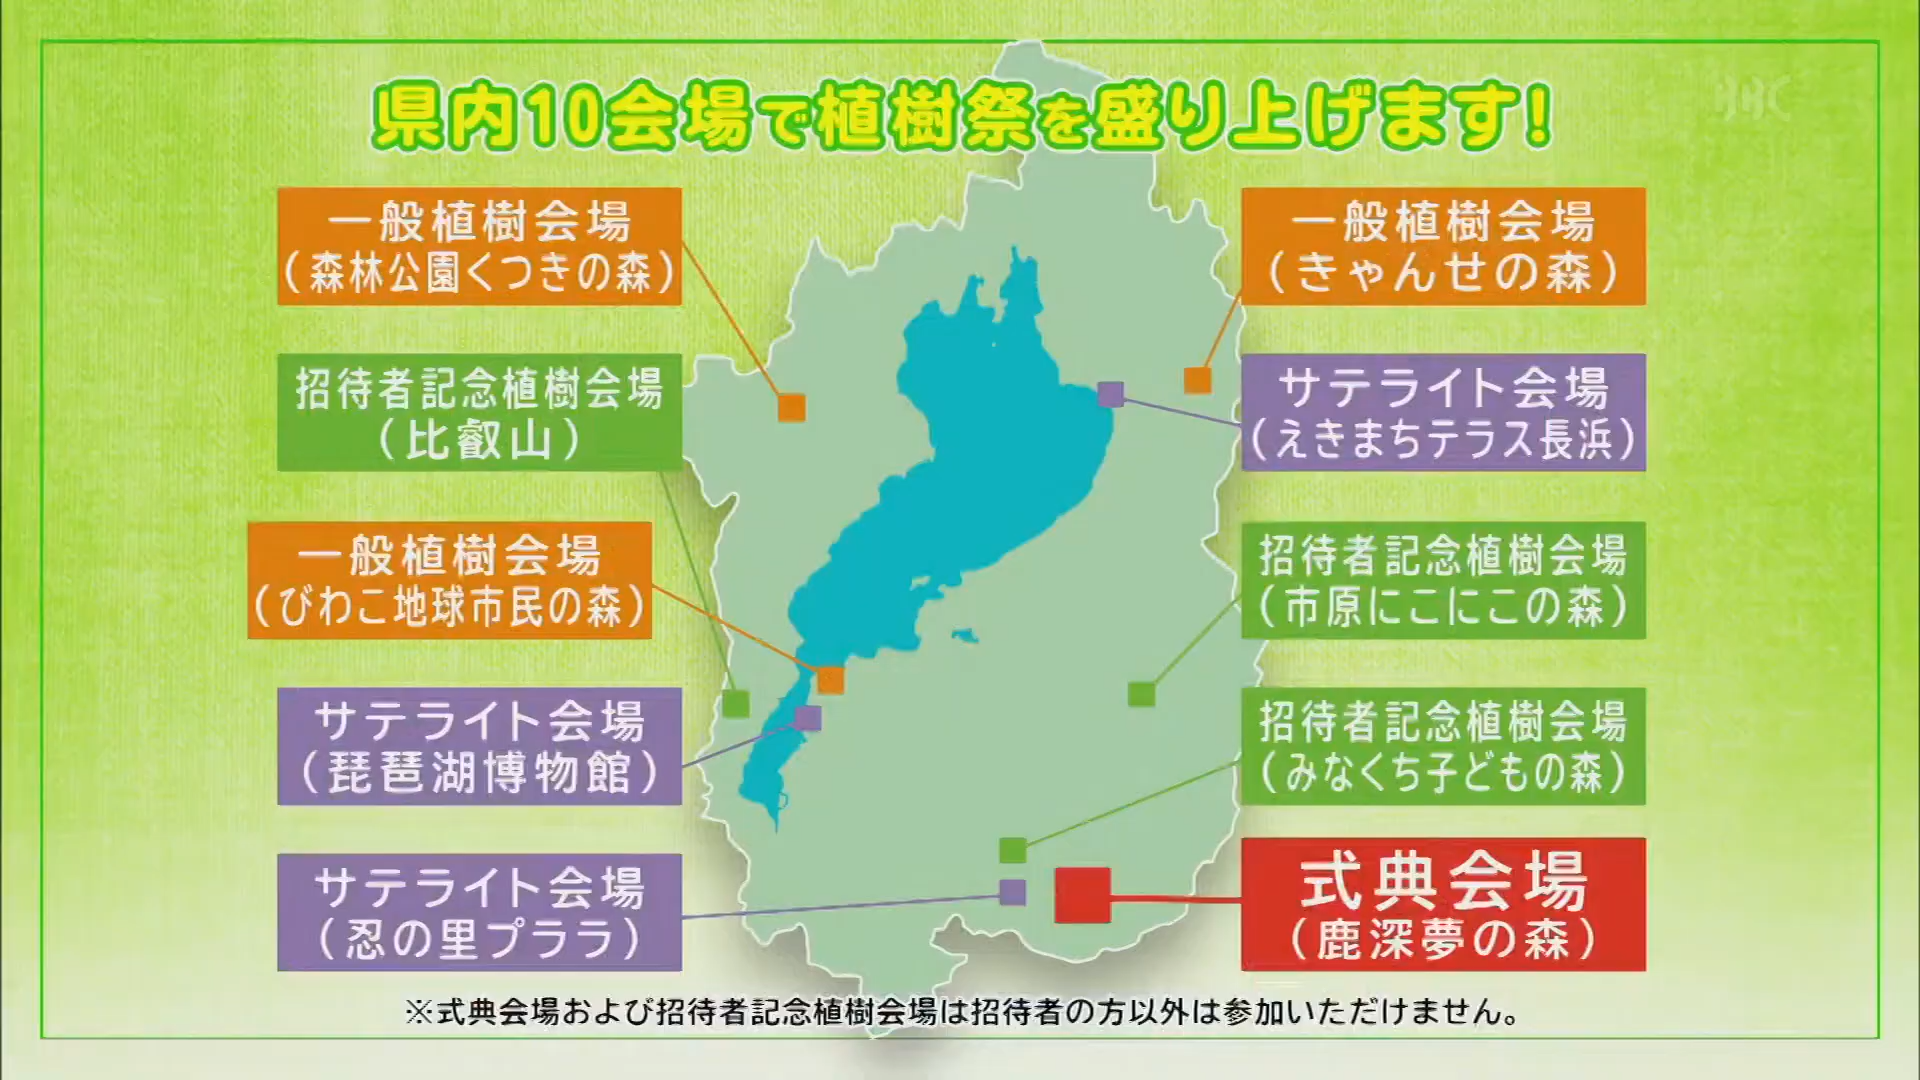 県内10会場で植樹祭を盛り上げます!
BBC
一般植樹会場
(森林公園くつきの森)
招待者記念植樹会場
(比叡山)
一般植樹会場
(びわこ地球市民の森)
サテライト会場
(琵琶湖博物館)
サテライト会場
(忍の里プララ)
一般植樹会場
(きゃんせの森)
サテライト会場
(えきまちテラス長浜)
招待者記念植樹会場
(市原にこにこの森)
招待者記念植樹会場
(みなくち子どもの森)
式典会場
(鹿深夢の森)
※式典会場および招待者記念植樹会場は招待者の方以外は参加いただけません。